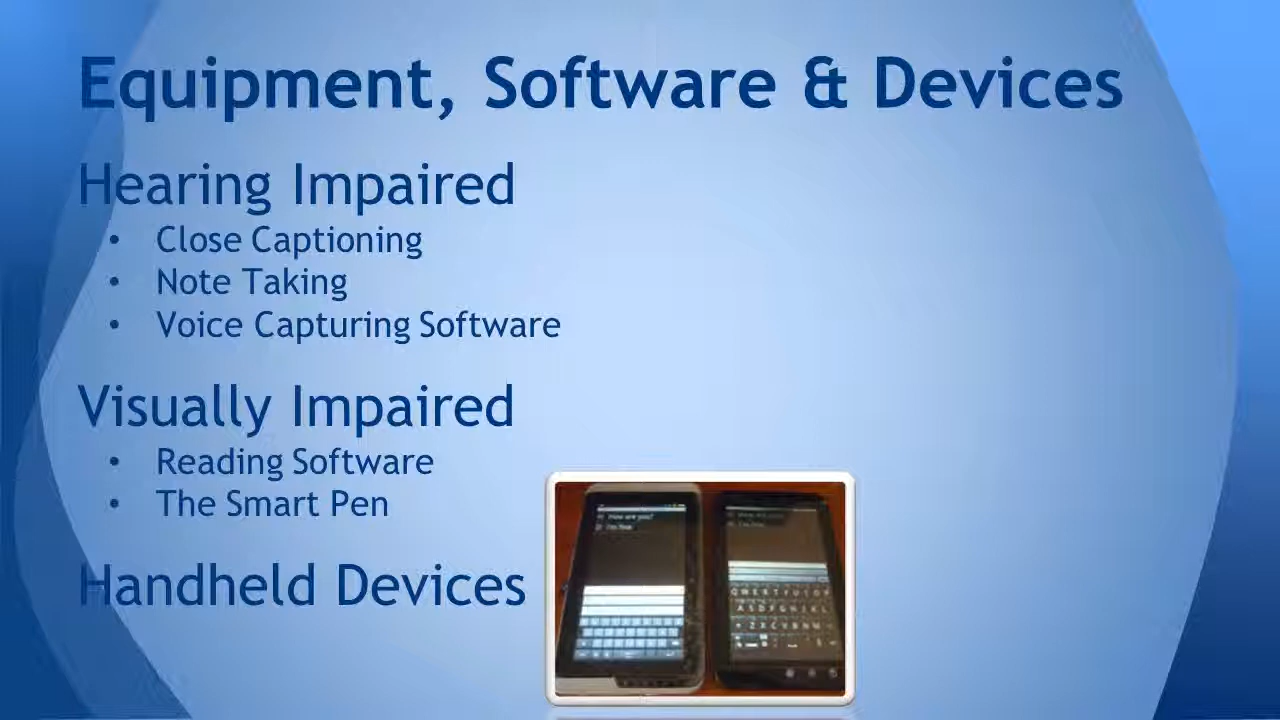 Equipment, Software & Devices
Hearing Impaired
• Close Captioning
• Note Taking
• Voice Capturing Software
Visually Impaired
• Reading Software
• The Smart Pen
Handheld Devices